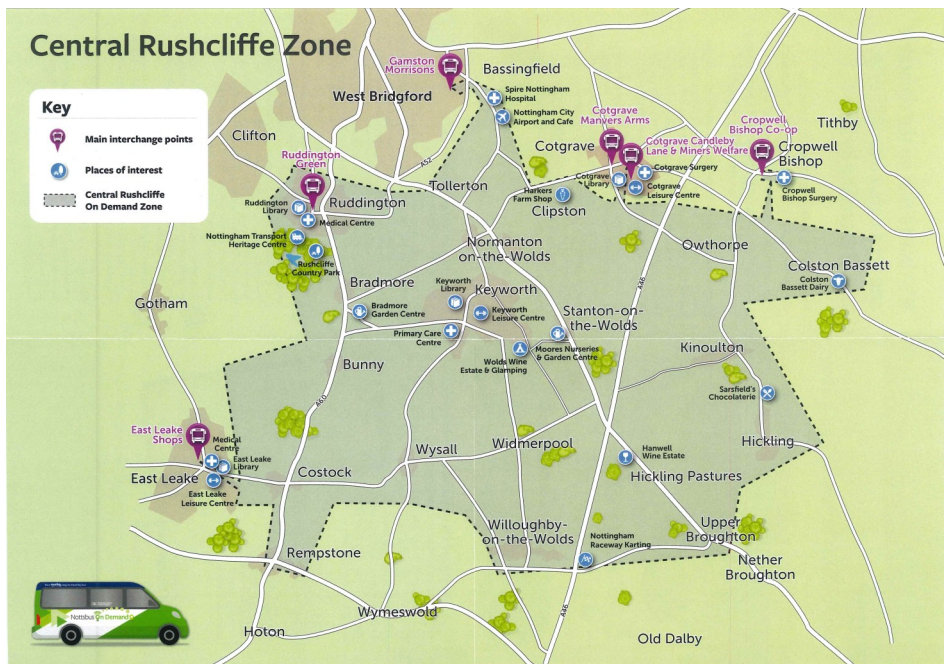 Central Rushcliffe Zone
Key
Main interchange points
Places of interest
Central Rushcliffe
On Demand Zone
Gamston
Morrisons
Bassingfield
West Bridgford
Spire Nottingham
Hospital
Nottingham City
Airport and Cafe
Clifton
A52
Cotgrave
Manvers Arms
Cotgrave
Cotgrave Candleby
Lane & Miners Welfare
Cropwell
Bishop Co-op
Tithby
Cropwell
Bishop
Cotgrave Surgery
Cotgrave
Library
Cotgrave
Leisure Centre
Cropwell
Bishop Surgery
Ruddington
Green
Ruddington
Library
Ruddington
Medical Centre
Tollerton
Harkers
Farm Shop
Clipston
Nottingham Transport
Heritage Centre
Rushcliffe
Country Park
Normanton
on-the-Wolds
Owthorpe
Colston Bassett
Colston
Bassett Dairy
A46
Gotham
Bradmore
Bradmore
Garden Centre
Keyworth
Library
Keyworth
Keyworth
Leisure Centre
Primary Care
Centre
Stanton-on-
the-Wolds
Wolds Wine
Estate & Glamping
Moores Nurseries
& Garden Centre
Kinoulton
Bunny
A60
Sarsfield's
Chocolaterie
East Leake
Shops
Medical
Centre
East Leake
Library
East Leake
East Leake
Leisure Centre
Costock
Wysall
Widmerpool
Hickling
Hanwell
Wine Estate
Hickling Pastures
Willoughby-
on-the-Wolds
Nottingham
Raceway Karting
Upper
Broughton
Nether
Broughton
Rempstone
Wymeswold
A46
Hoton
Old Dalby
Nottsbus On Demand